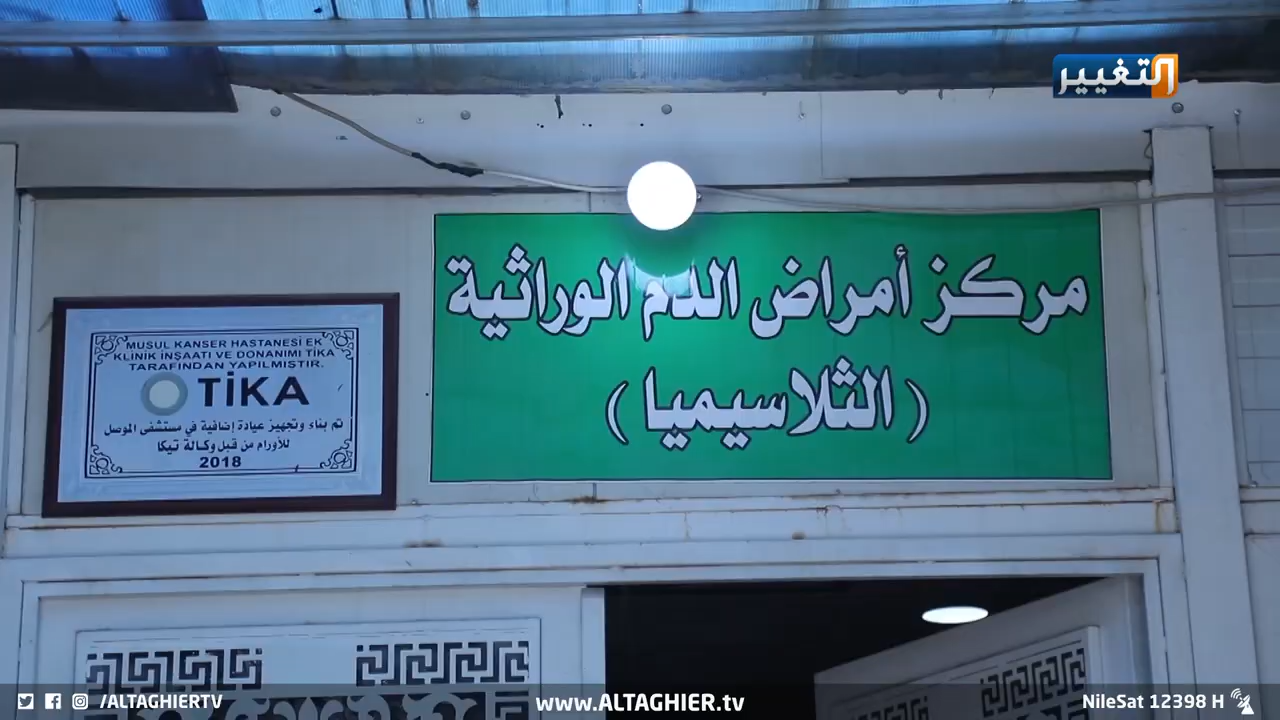 التغيير
مركز أمراض الدم الوراثية
( الثلاسيميا )
MUSUL KANSER HASTANESİ EK
KLİNİK İNŞAATI VE DONANIMI TİKA
TARAFINDAN YAPILMIŞTIR.
TİKA
تم بناء وتجهيز عيادة إضافية في مستشفى الموصل
للأورام من قبل وكالة تيكا
2018
/ALTAGHIERTV
www.ALTAGHIER.tv
NileSat 12398 H